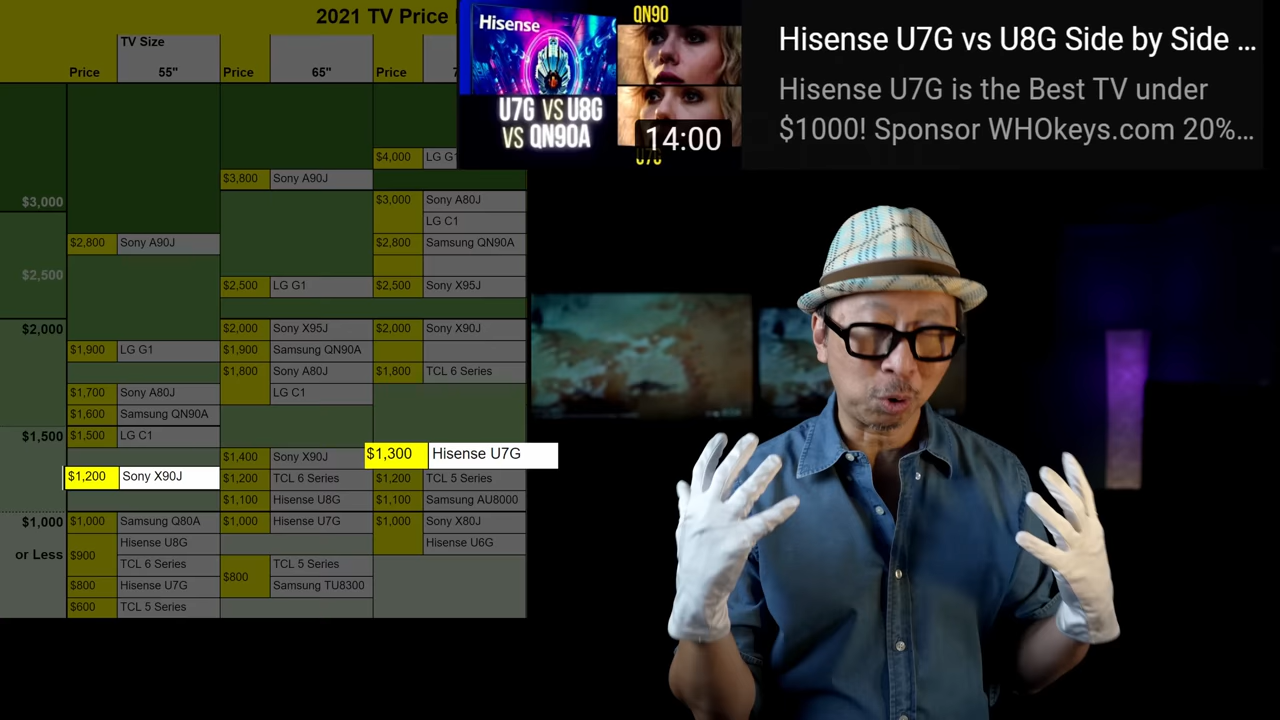 2021 TV Price
TV Size
Price 55" Price 65" Price
$4,000 LG G1
$3,800 Sony A90J
$3,000 $3,000 Sony A80J
LG C1
$2,800 Sony A90J $2,800 Samsung QN90A
$2,500 $2,500 LG G1 $2,500 Sony X95J
$2,000 $2,000 Sony X95J $2,000 Sony X90J
$1,900 LG G1 $1,900 Samsung QN90A
$1,800 Sony A80J $1,800 TCL 6 Series
$1,700 Sony A80J LG C1
$1,600 Samsung QN90A
$1,500 $1,500 LG C1
$1,400 Sony X90J $1,300 Hisense U7G
$1,200 Sony X90J $1,200 TCL 6 Series $1,200 TCL 5 Series
$1,100 Hisense U8G $1,100 Samsung AU8000
$1,000 $1,000 Samsung Q80A $1,000 Hisense U7G $1,000 Sony X80J
or Less $900 Hisense U8G Hisense U6G
TCL 6 Series $800 TCL 5 Series
$800 Hisense U7G Samsung TU8300
$600 TCL 5 Series
Hisense
QN90
U7G VS U8G
VS QN90A
14:00
U7G
Hisense U7G vs U8G Side by Side ...
Hisense U7G is the Best TV under
$1000! Sponsor WHOkeys.com 20%...